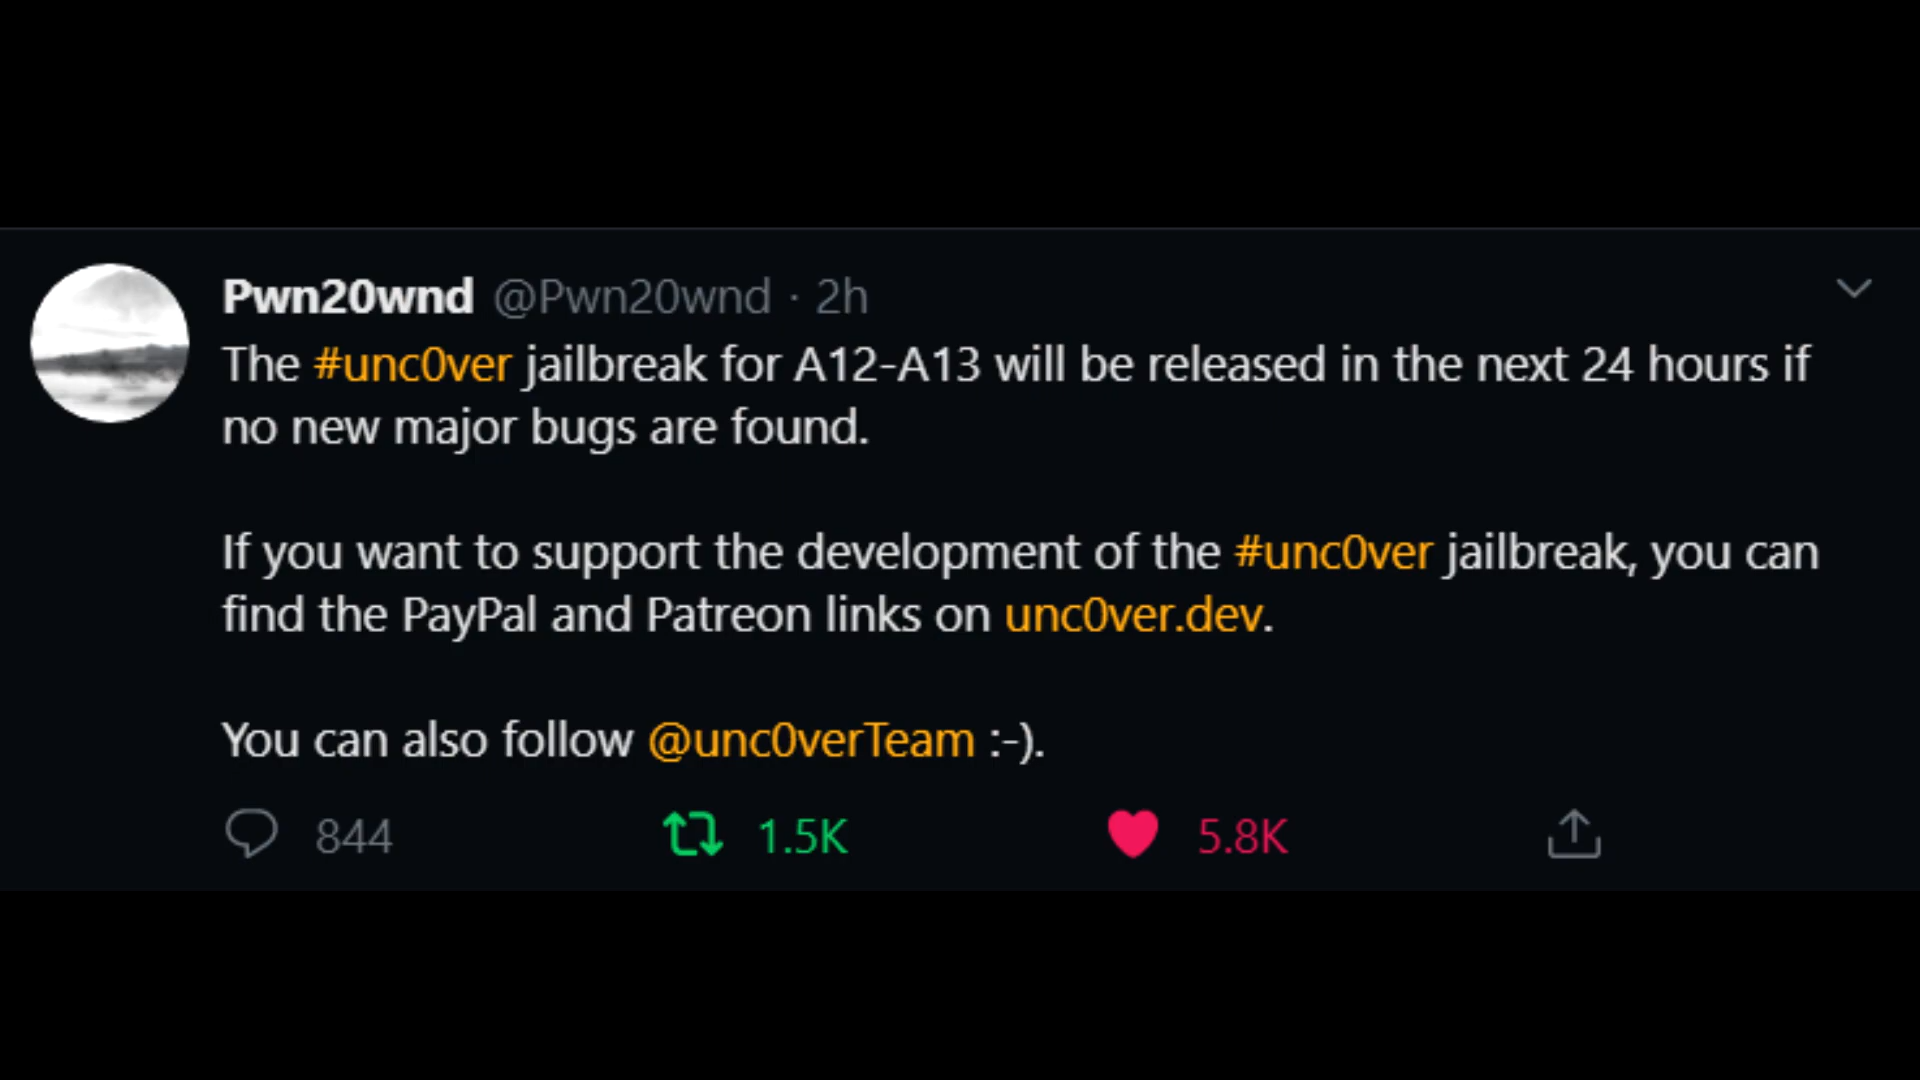 Pwn20wnd @Pwn20wnd · 2h
The #unc0ver jailbreak for A12-A13 will be released in the next 24 hours if
no new major bugs are found.
If you want to support the development of the #unc0ver jailbreak, you can
find the PayPal and Patreon links on unc0ver.dev.
You can also follow @unc0verTeam :-).
844 1.5K 5.8K